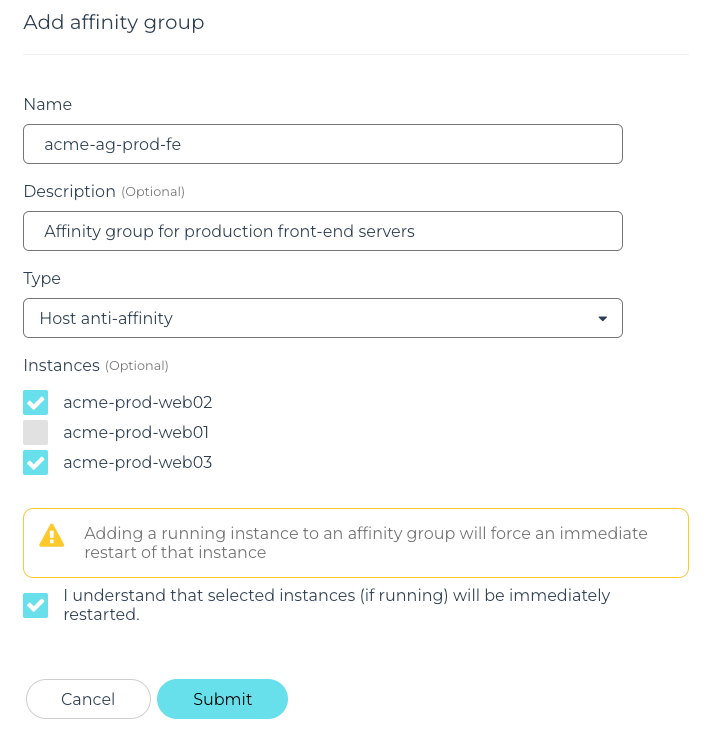 Add affinity group
Name
acme-ag-prod-fe
Description (Optional)
Affinity group for production front-end servers
Type
Host anti-affinity
Instances (Optional)
acme-prod-web02
acme-prod-web01
acme-prod-web03
Adding a running instance to an affinity group will force an immediate
restart of that instance
I understand that selected instances (if running) will be immediately
restarted.
Cancel Submit